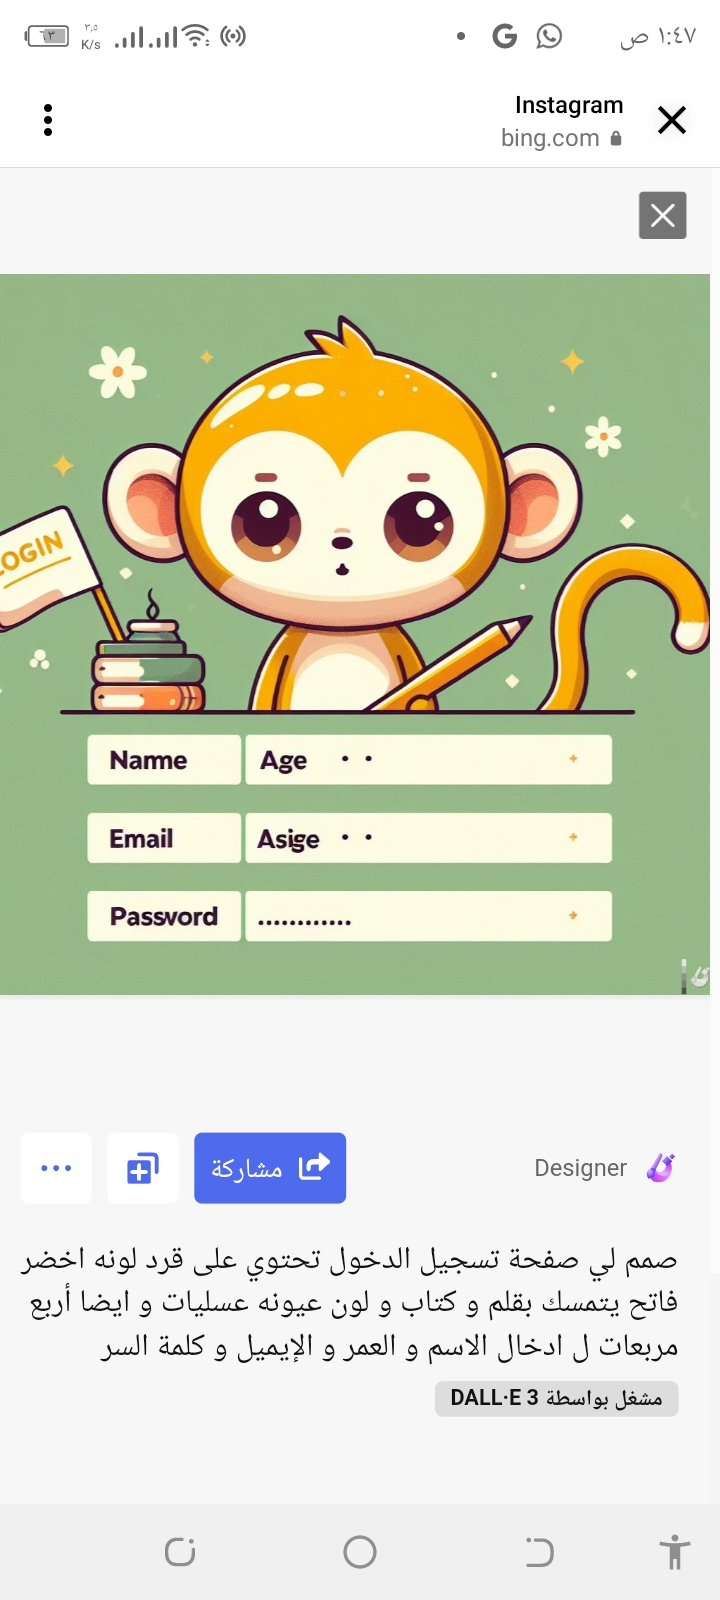 ١:٤٧ ص
٣,٥
K/s
٦٣
Instagram
bing.com
LOGIN
Name
Age • •
Email
Asige • •
Passvord
............
مشاركة
Designer
صمم لي صفحة تسجيل الدخول تحتوي على قرد لونه اخضر
فاتح يتمسك بقلم و كتاب و لون عيونه عسليات و ايضا أربع
مربعات ل ادخال الاسم و العمر و الإيميل و كلمة السر
مشغل بواسطة DALL·E 3